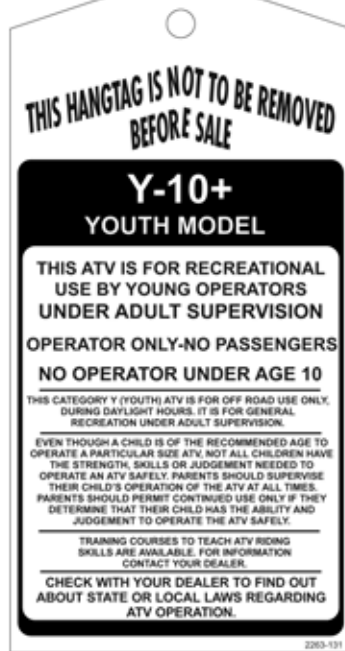 THIS HANGTAG IS NOT TO BE REMOVED
BEFORE SALE
Y-10+
YOUTH MODEL
THIS ATV IS FOR RECREATIONAL
USE BY YOUNG OPERATORS
UNDER ADULT SUPERVISION
OPERATOR ONLY-NO PASSENGERS
NO OPERATOR UNDER AGE 10
THIS CATEGORY Y (YOUTH) ATV IS FOR OFF ROAD USE ONLY,
DURING DAYLIGHT HOURS. IT IS FOR GENERAL
RECREATION UNDER ADULT SUPERVISION.
EVEN THOUGH A CHILD IS OF THE RECOMMENDED AGE TO
OPERATE A PARTICULAR SIZE ATV, NOT ALL CHILDREN HAVE
THE STRENGTH, SKILLS OR JUDGEMENT NEEDED TO
OPERATE AN ATV SAFELY. PARENTS SHOULD SUPERVISE
THEIR CHILD'S OPERATION OF THE ATV AT ALL TIMES.
PARENTS SHOULD PERMIT CONTINUED USE ONLY IF THEY
DETERMINE THAT THEIR CHILD HAS THE ABILITY AND
JUDGEMENT TO OPERATE THE ATV SAFELY.
TRAINING COURSES TO TEACH ATV RIDING
SKILLS ARE AVAILABLE. FOR INFORMATION
CONTACT YOUR DEALER.
CHECK WITH YOUR DEALER TO FIND OUT
ABOUT STATE OR LOCAL LAWS REGARDING
ATV OPERATION.
2263-131